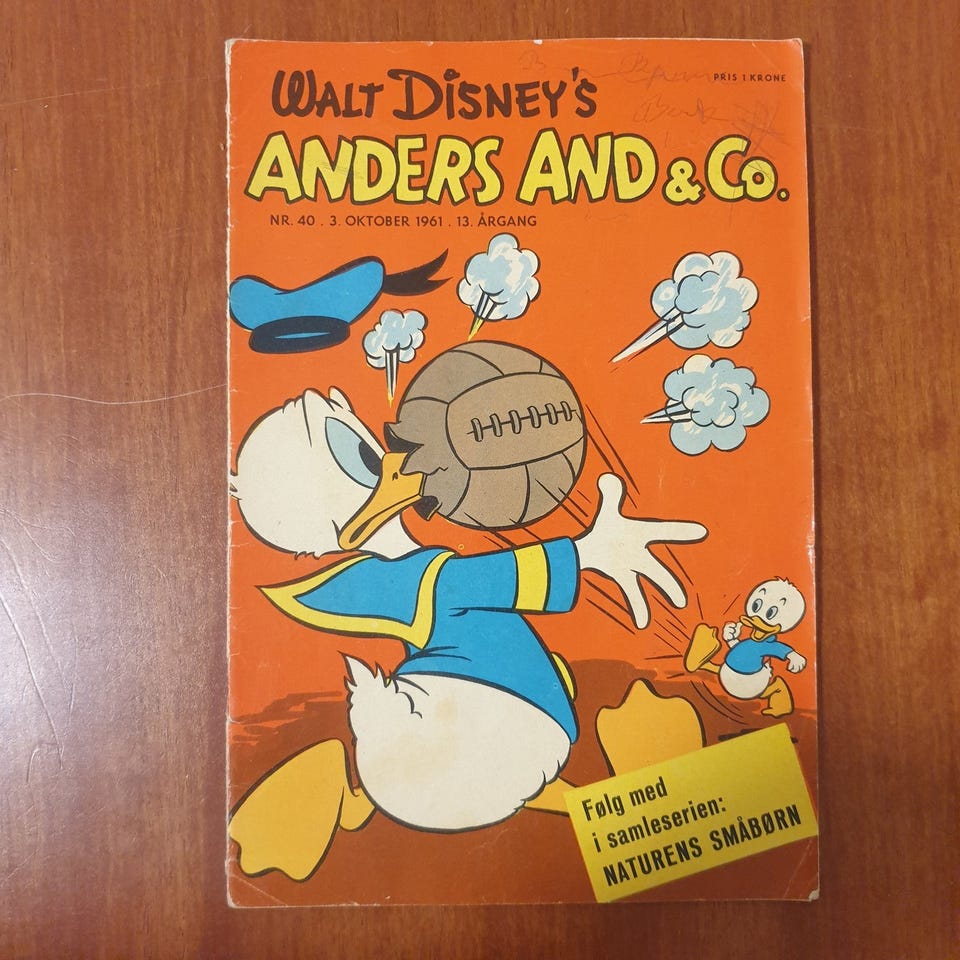 WALT DISNEY'S
PRIS 1 KRONE
ANDERS AND & CO.
NR. 40 . 3. OKTOBER 1961 . 13. ÅRGANG
Følg med
i samleserien:
NATURENS SMÅBØRN